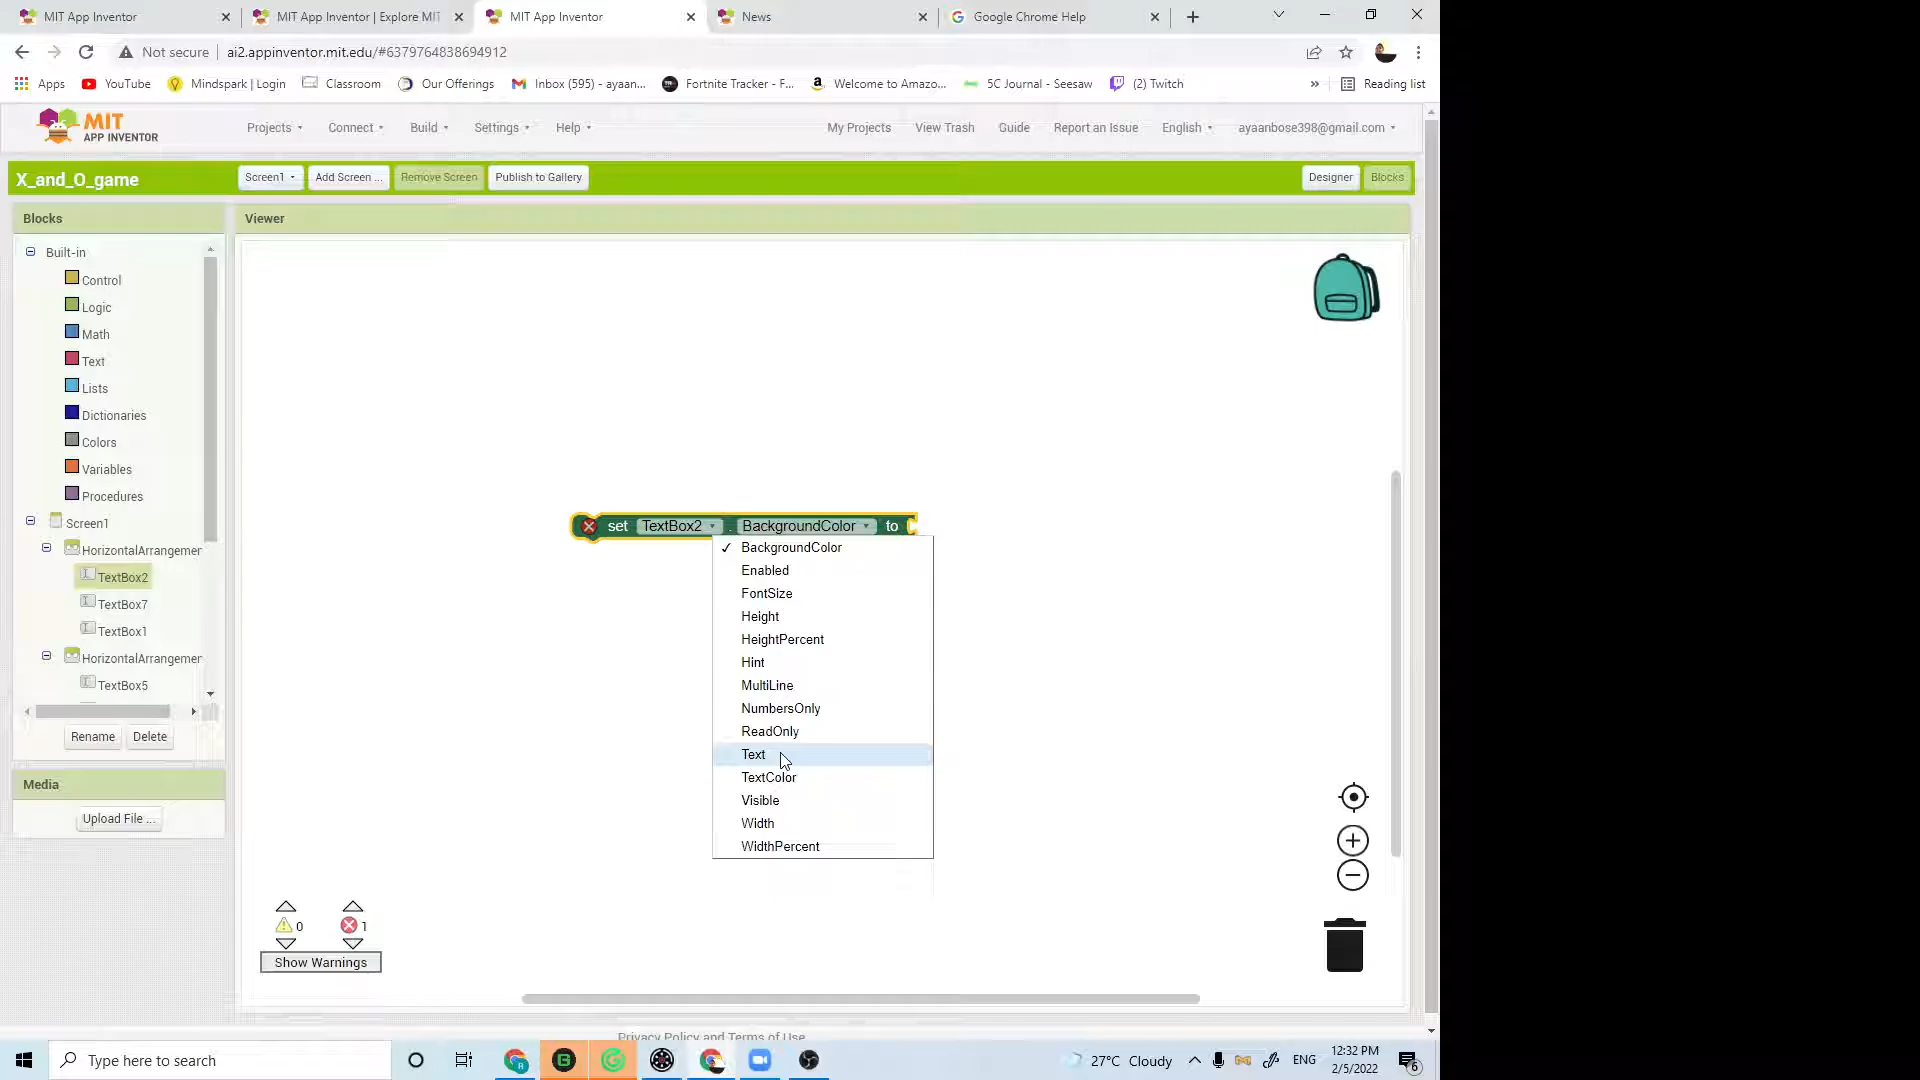 MIT App Inventor
MIT App Inventor | Explore MIT
MIT App Inventor
News
Google Chrome Help
Not secure | ai2.appinventor.mit.edu/#6379764838694912
Apps
YouTube
Mindspark | Login
Classroom
Our Offerings
Inbox (595) - ayaan...
Fortnite Tracker - F...
Welcome to Amazo...
5C Journal - Seesaw
(2) Twitch
»
Reading list
MIT
APP INVENTOR
Projects
Connect
Build
Settings
Help
My Projects
View Trash
Guide
Report an Issue
English
ayaanbose398@gmail.com
X_and_O_game
Screen1
Add Screen ...
Remove Screen
Publish to Gallery
Designer
Blocks
Blocks
Viewer
Built-in
Control
Logic
Math
Text
Lists
Dictionaries
Colors
Variables
Procedures
Screen1
HorizontalArrangemer
TextBox2
TextBox7
TextBox1
HorizontalArrangemer
TextBox5
Rename
Delete
Media
Upload File ...
set TextBox2 . BackgroundColor to
BackgroundColor
Enabled
FontSize
Height
HeightPercent
Hint
MultiLine
NumbersOnly
ReadOnly
Text
TextColor
Visible
Width
WidthPercent
0
1
Show Warnings
Privacy Policy and Terms of Use
Type here to search
27°C Cloudy
ENG
12:32 PM
2/5/2022
6